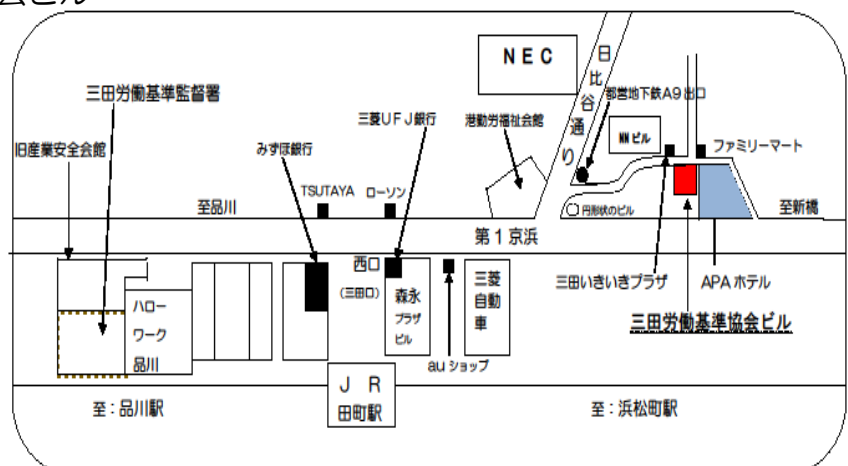 ビル
NEC
日比谷通り
三田労働基準監督署
都営地下鉄A9出口
三菱UFJ銀行
港勤労福祉会館
NNビル
ファミリーマート
旧産業安全会館
みずほ銀行
TSUTAYA
ローソン
至品川
円形状のビル
至新橋
第1京浜
西口
(三田口)
三田いきいきプラザ
APAホテル
ハロー
ワーク
品川
森永
プラザ
ビル
三菱
自動
車
三田労働基準協会ビル
auショップ
JR
田町駅
至:品川駅
至:浜松町駅